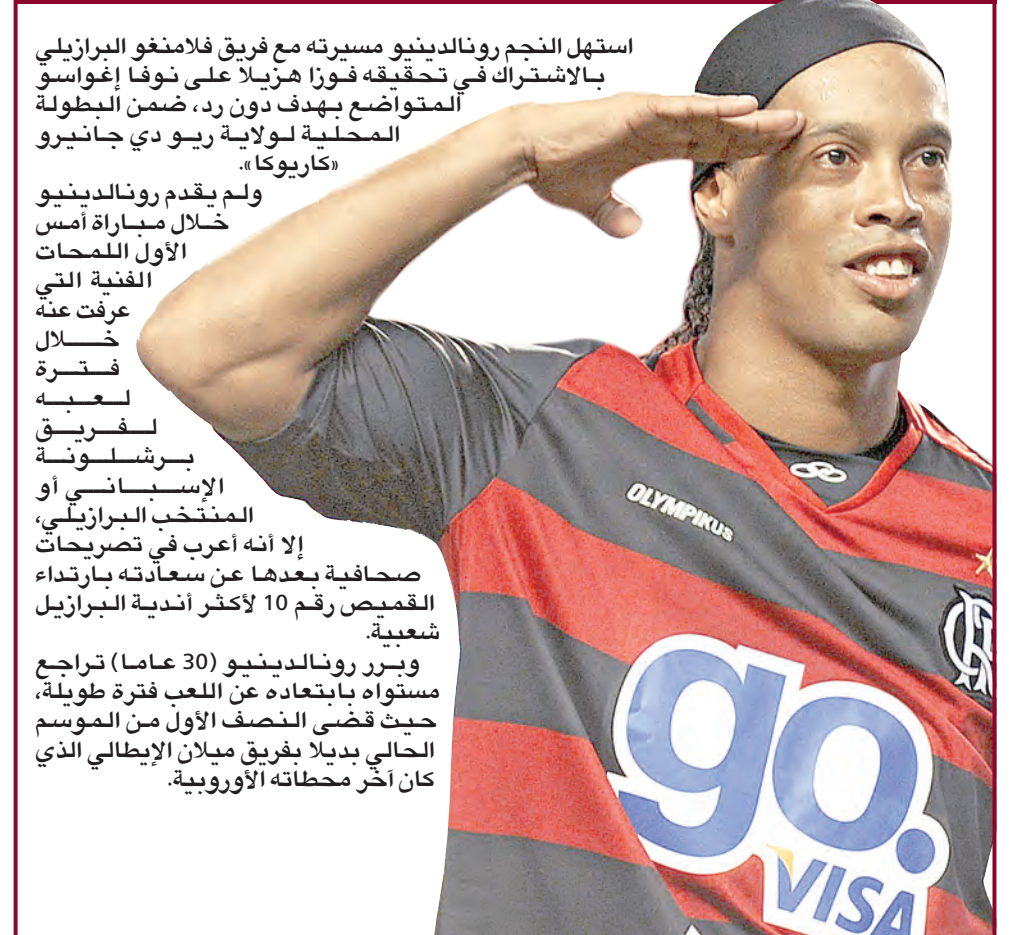 استهل النجم رونالدينيو مسيرته مع فريق فلامنغو البرازيلي
بالاشتراك في تحقيقه فوزا هزيلا على نوفا إغواسو
المتواضع بهدف دون رد، ضمن البطولة
المحلية لولاية ريو دي جانيرو
«كاريوكا».
ولم يقدم رونالدينيو
خلال مباراة أمس
الأول اللمحات
الفنية التي
عرفت عنه
خلال
فترة
لعبه
لفريق
برشلونة
الإسباني أو
المنتخب البرازيلي،
إلا أنه أعرب في تصريحات
صحافية بعدها عن سعادته بارتداء
القميص رقم 10 لأكثر أندية البرازيل
شعبية.
وبرر رونالدينيو (30 عاما) تراجع
مستواه بابتعاده عن اللعب فترة طويلة،
حيث قضى النصف الأول من الموسم
الحالي بديلا بفريق ميلان الإيطالي الذي
كان آخر محطاته الأوروبية.
OLYMPIKUS
go.
VISA